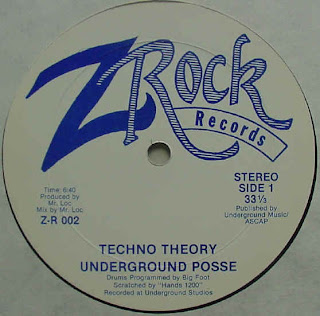 Z Rock
Records
Time: 6:40
Produced by
Mr. Loc
Mix by Mr. Loc
Z-R 002
STEREO
SIDE 1
33 1/3
Published by
Underground Music/
ASCAP
TECHNO THEORY
UNDERGROUND POSSE
Drums Programmed by Big Foot
Scratched by "Hands 1200"
Recorded at Underground Studios